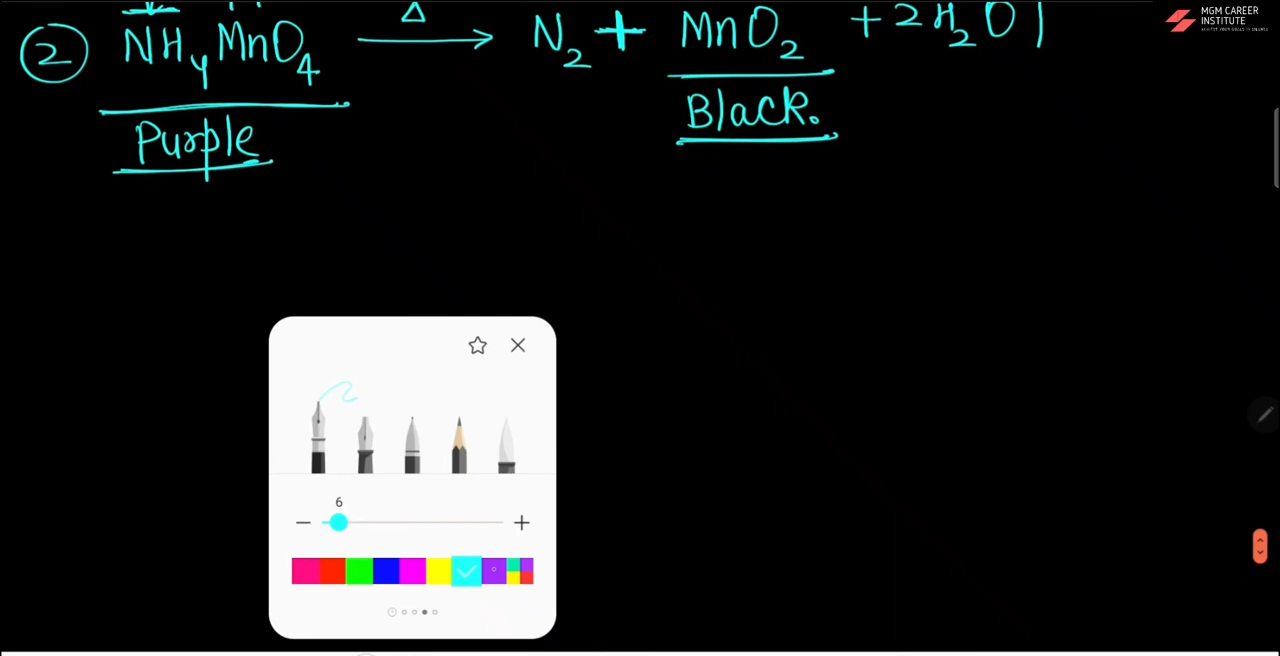 ② NH4MnO4 Δ→ N2 + MnO2 + 2H2O
Purple
Black.
MGM CAREER
INSTITUTE
6